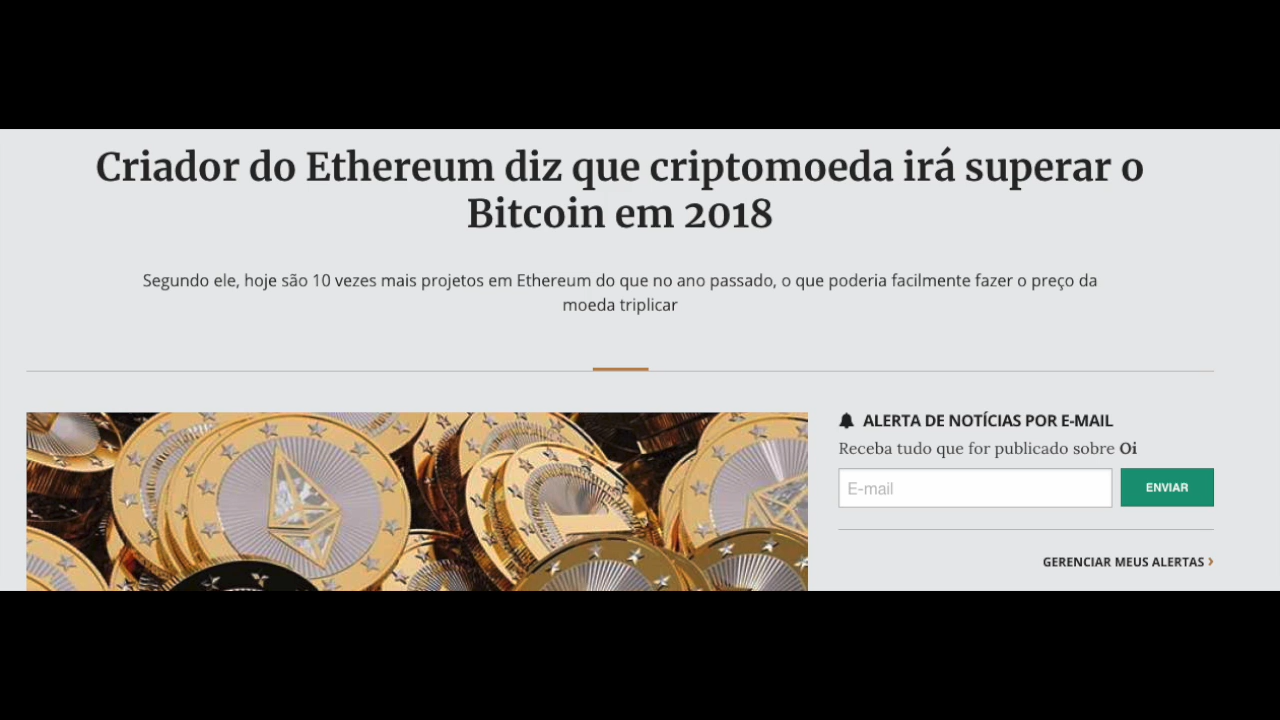 Criador do Ethereum diz que criptomoeda irá superar o
Bitcoin em 2018
Segundo ele, hoje são 10 vezes mais projetos em Ethereum do que no ano passado, o que poderia facilmente fazer o preço da
moeda triplicar
ALERTA DE NOTÍCIAS POR E-MAIL
Receba tudo que for publicado sobre Oi
E-mail
ENVIAR
GERENCIAR MEUS ALERTAS ›